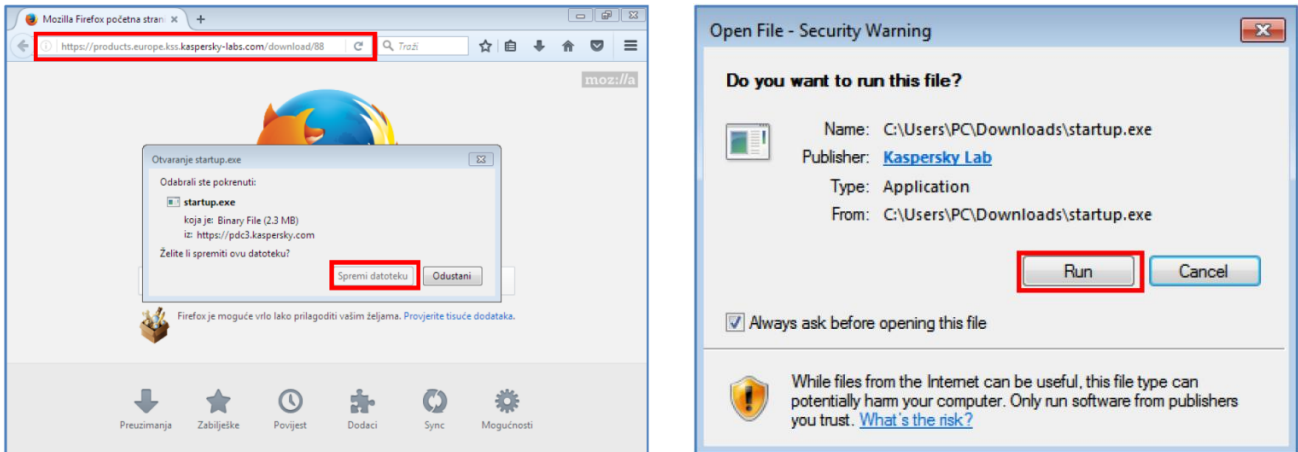 Mozilla Firefox početna stran
https://products.europe.kss.kaspersky-labs.com/download/88
Traži
moz://a
Otvaranje startup.exe
Odabrali ste pokrenuti:
startup.exe
koja je: Binary File (2.3 MB)
iz: https://pdc3.kaspersky.com
Želite li spremiti ovu datoteku?
Spremi datoteku
Odustani
Firefox je moguće vrlo lako prilagoditi vašim željama. Provjerite tisuće dodataka.
Preuzimanja
Zabilješke
Povijest
Dodaci
Sync
Mogućnosti
Open File - Security Warning
Do you want to run this file?
Name: C:\Users\PC\Downloads\startup.exe
Publisher: Kaspersky Lab
Type: Application
From: C:\Users\PC\Downloads\startup.exe
Run
Cancel
Always ask before opening this file
While files from the Internet can be useful, this file type can
potentially harm your computer. Only run software from publishers
you trust. What's the risk?